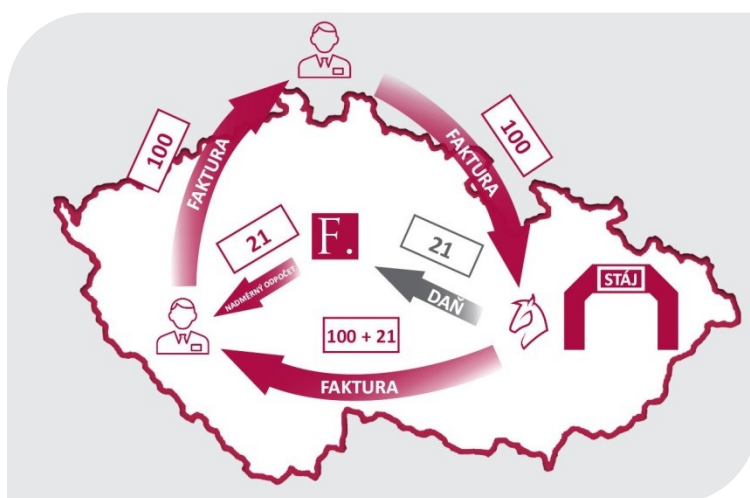 100
FAKTURA
100
FAKTURA
21
F.
21
NADMĚRNÝ ODPOČET
DAŇ
STÁJ
100 + 21
FAKTURA